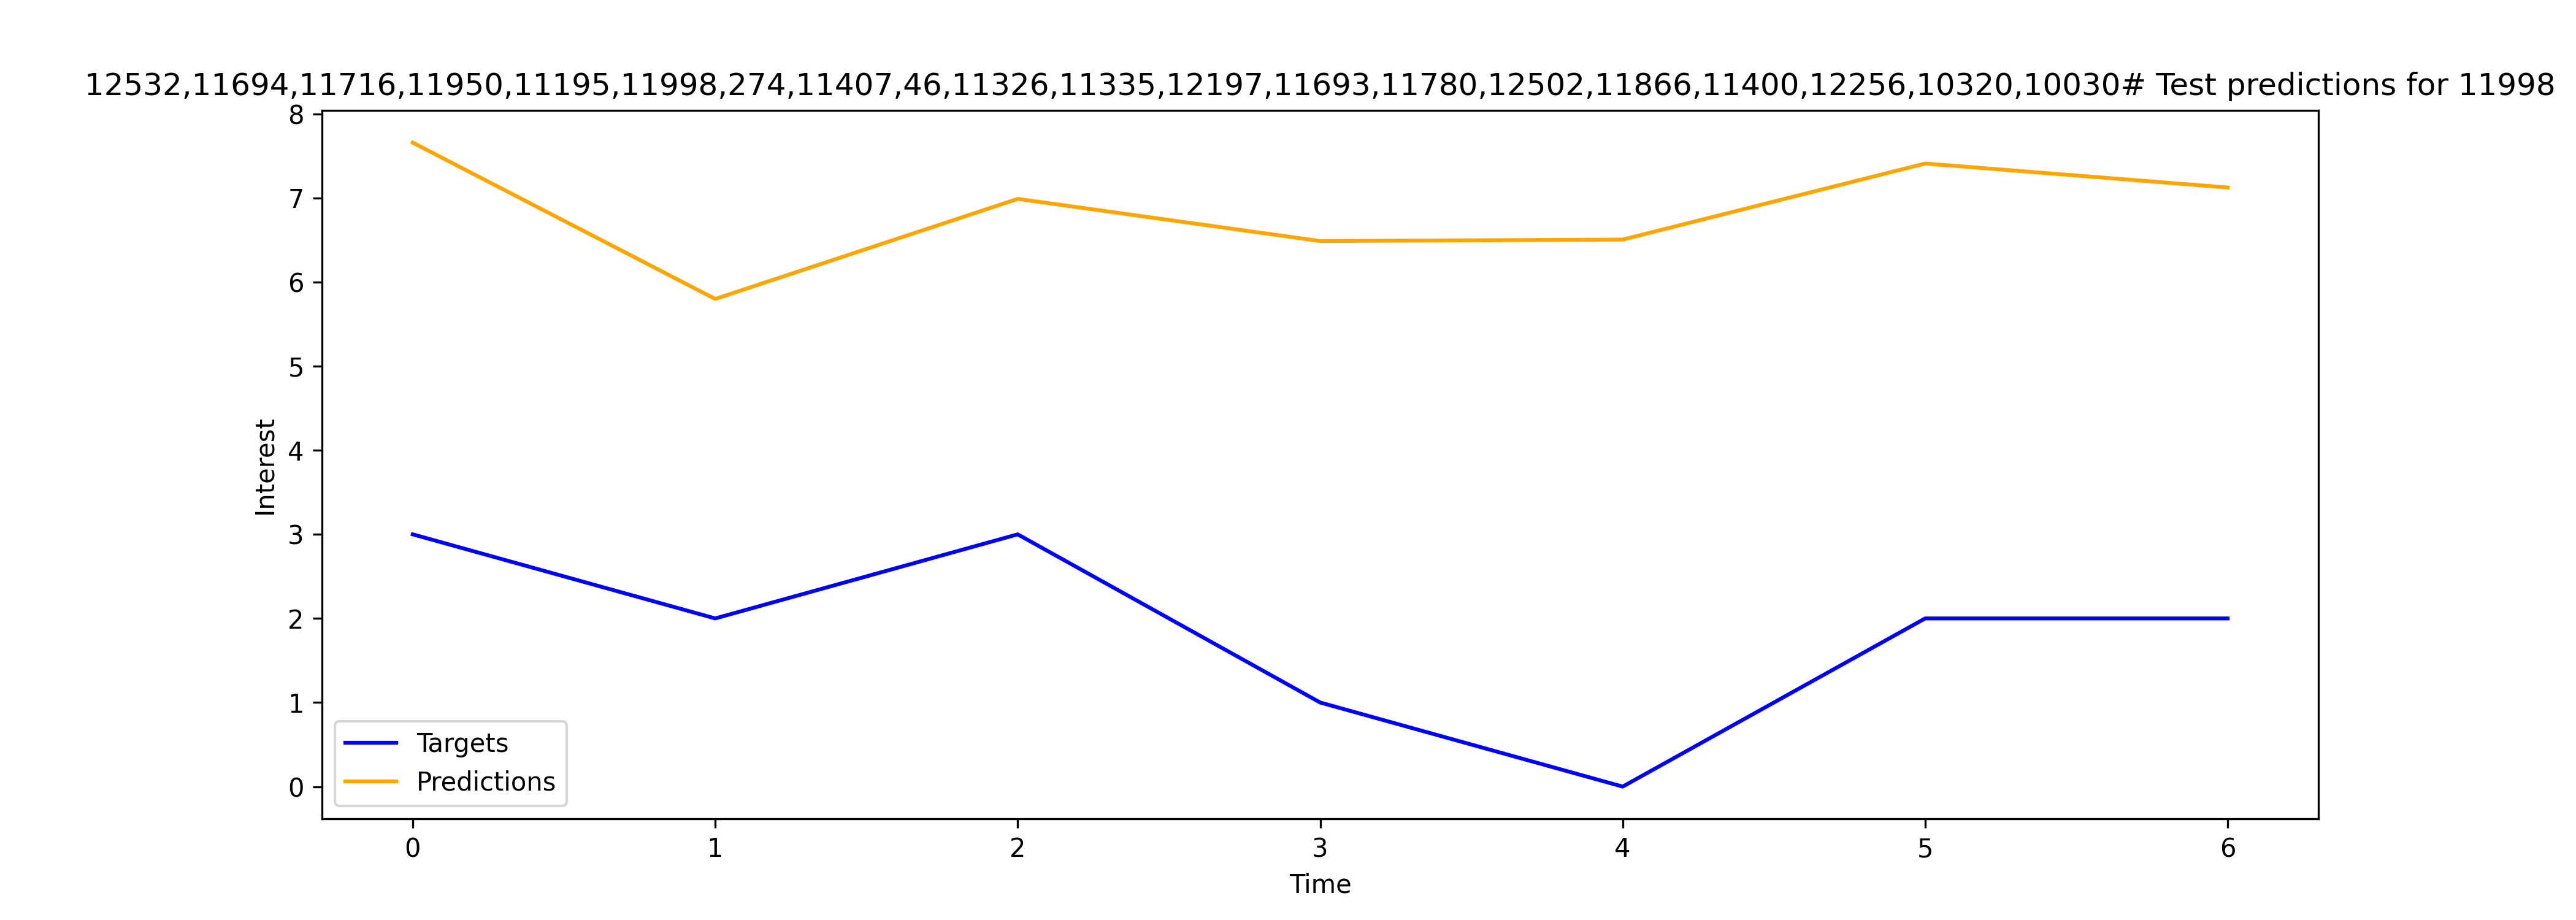 12532,11694,11716,11950,11195,11998,274,11407,46,11326,11335,12197,11693,11780,12502,11866,11400,12256,10320,10030# Test predictions for 11998
8
7
6
5
4
3
2
1
0
Interest
Targets
Predictions
0 1 2 3 4 5 6
Time